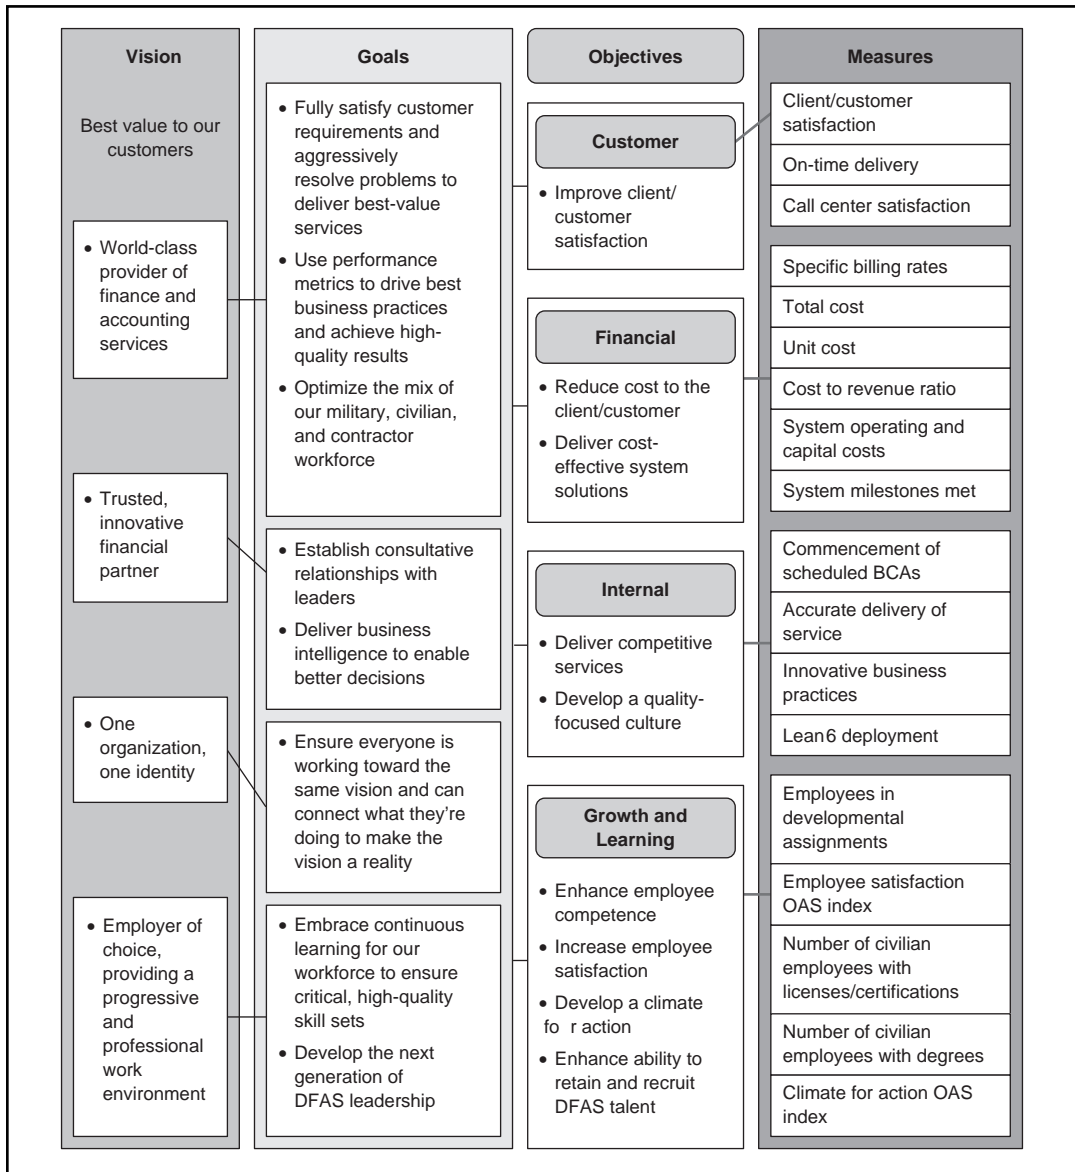 Vision
Best value to our
customers
• World-class
provider of
finance and
accounting
services
• Trusted,
innovative
financial
partner
• One
organization,
one identity
• Employer of
choice,
providing a
progressive
and
professional
work
environment
Goals
• Fully satisfy customer
requirements and
aggressively
resolve problems to
deliver best-value
services
• Use performance
metrics to drive best
business practices
and achieve high-
quality results
• Optimize the mix of
our military, civilian,
and contractor
workforce
• Establish consultative
relationships with
leaders
• Deliver business
intelligence to enable
better decisions
• Ensure everyone is
working toward the
same vision and can
connect what they're
doing to make the
vision a reality
• Embrace continuous
learning for our
workforce to ensure
critical, high-quality
skill sets
• Develop the next
generation of
DFAS leadership
Objectives
Customer
• Improve client/
customer
satisfaction
Financial
• Reduce cost to the
client/customer
• Deliver cost-
effective system
solutions
Internal
• Deliver competitive
services
• Develop a quality-
focused culture
Growth and
Learning
• Enhance employee
competence
• Increase employee
satisfaction
• Develop a climate
fo r action
• Enhance ability to
retain and recruit
DFAS talent
Measures
Client/customer
satisfaction
On-time delivery
Call center satisfaction
Specific billing rates
Total cost
Unit cost
Cost to revenue ratio
System operating and
capital costs
System milestones met
Commencement of
scheduled BCAs
Accurate delivery of
service
Innovative business
practices
Lean6 deployment
Employees in
developmental
assignments
Employee satisfaction
OAS index
Number of civilian
employees with
licenses/certifications
Number of civilian
employees with degrees
Climate for action OAS
index